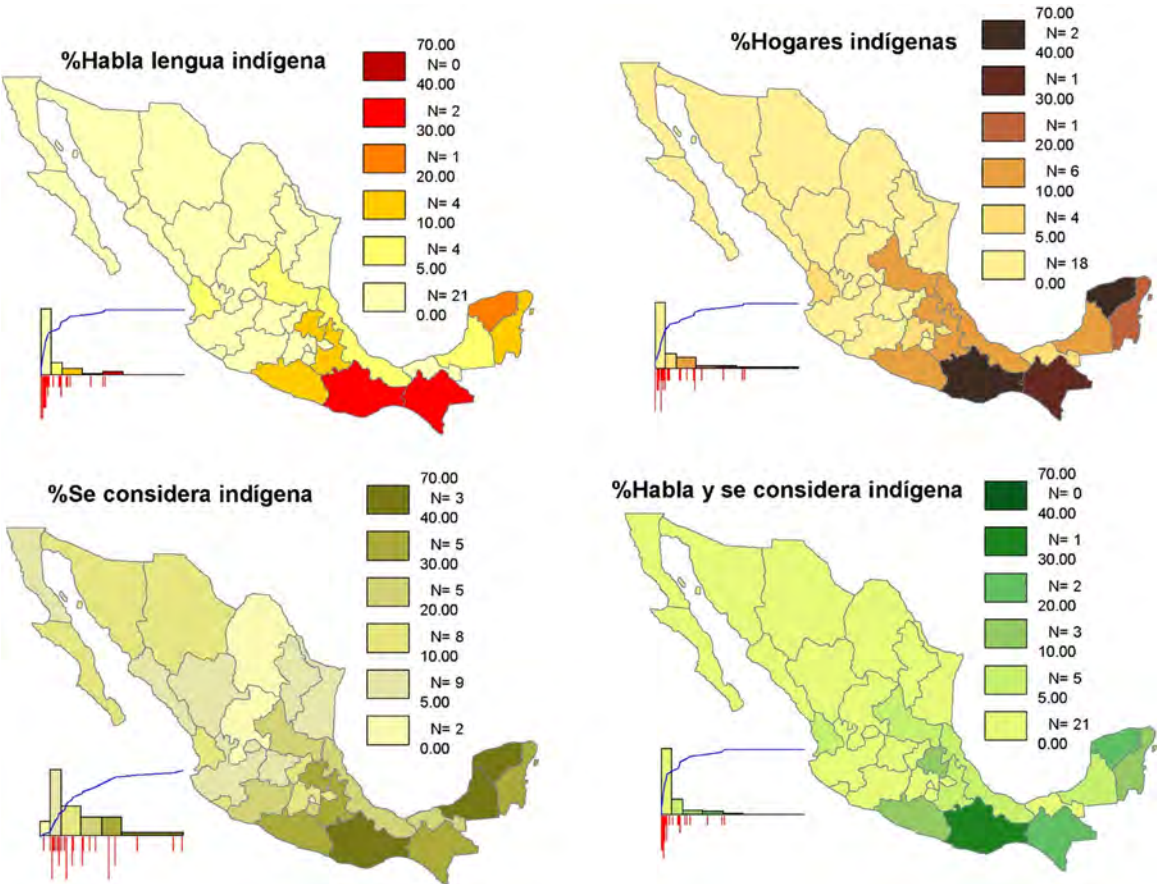 %Habla lengua indígena
70.00
N= 0
40.00
N= 2
30.00
N= 1
20.00
N= 4
10.00
N= 4
5.00
N= 21
0.00
%Hogares indígenas
70.00
N= 2
40.00
N= 1
30.00
N= 1
20.00
N= 6
10.00
N= 4
5.00
N= 18
0.00
%Se considera indígena
70.00
N= 3
40.00
N= 5
30.00
N= 5
20.00
N= 8
10.00
N= 9
5.00
N= 2
0.00
%Habla y se considera indígena
70.00
N= 0
40.00
N= 1
30.00
N= 2
20.00
N= 3
10.00
N= 5
5.00
N= 21
0.00